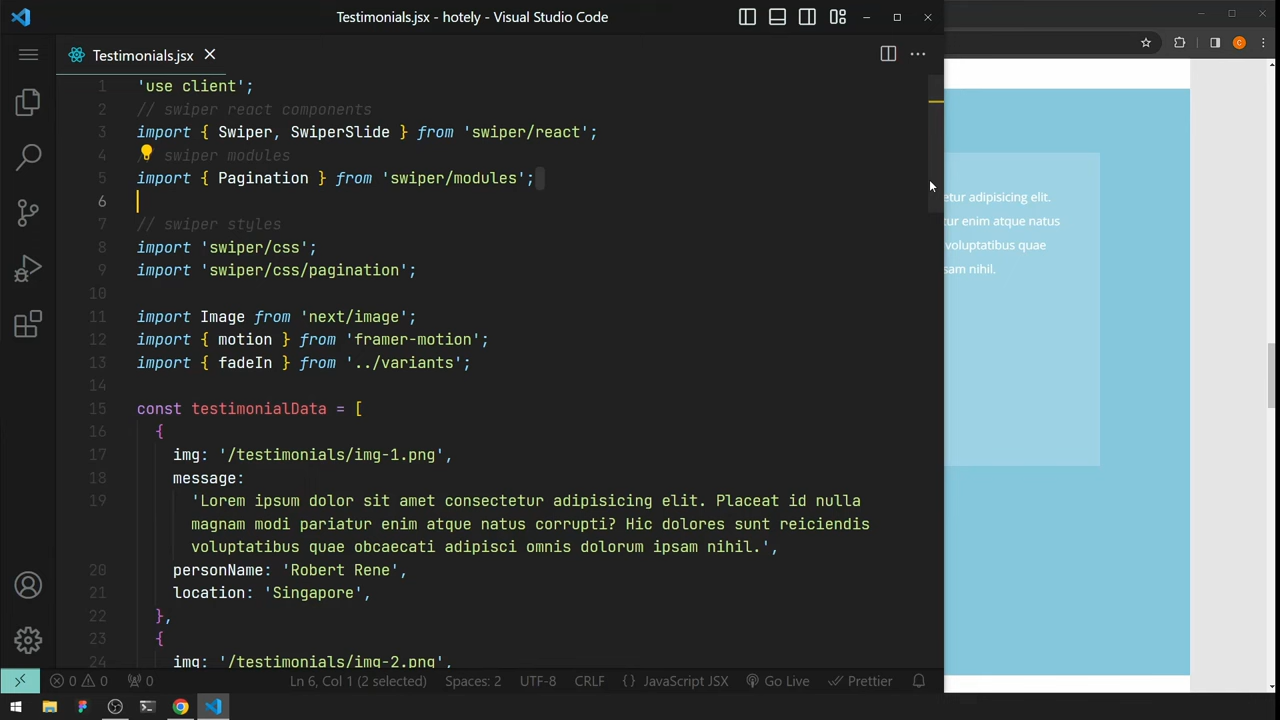 Testimonials.jsx - hotely - Visual Studio Code
Testimonials.jsx
1 'use client';
2 // swiper react components
3 import { Swiper, SwiperSlide } from 'swiper/react';
4 // swiper modules
5 import { Pagination } from 'swiper/modules';
6
7 // swiper styles
8 import 'swiper/css';
9 import 'swiper/css/pagination';
10
11 import Image from 'next/image';
12 import { motion } from 'framer-motion';
13 import { fadeIn } from '../variants';
14
15 const testimonialData = [
16 {
17 img: '/testimonials/img-1.png',
18 message:
19 'Lorem ipsum dolor sit amet consectetur adipisicing elit. Placeat id nulla
magnam modi pariatur enim atque natus corrupti? Hic dolores sunt reiciendis
voluptatibus quae obcaecati adipisci omnis dolorum ipsam nihil.',
20 personName: 'Robert Rene',
21 location: 'Singapore',
22 },
23 {
24 img: '/testimonials/img-2.png',
etur adipisicing elit.
ur enim atque natus
voluptatibus quae
sam nihil.
C
0 0 0 Ln 6, Col 1 (2 selected) Spaces: 2 UTF-8 CRLF {} JavaScript JSX Go Live Prettier